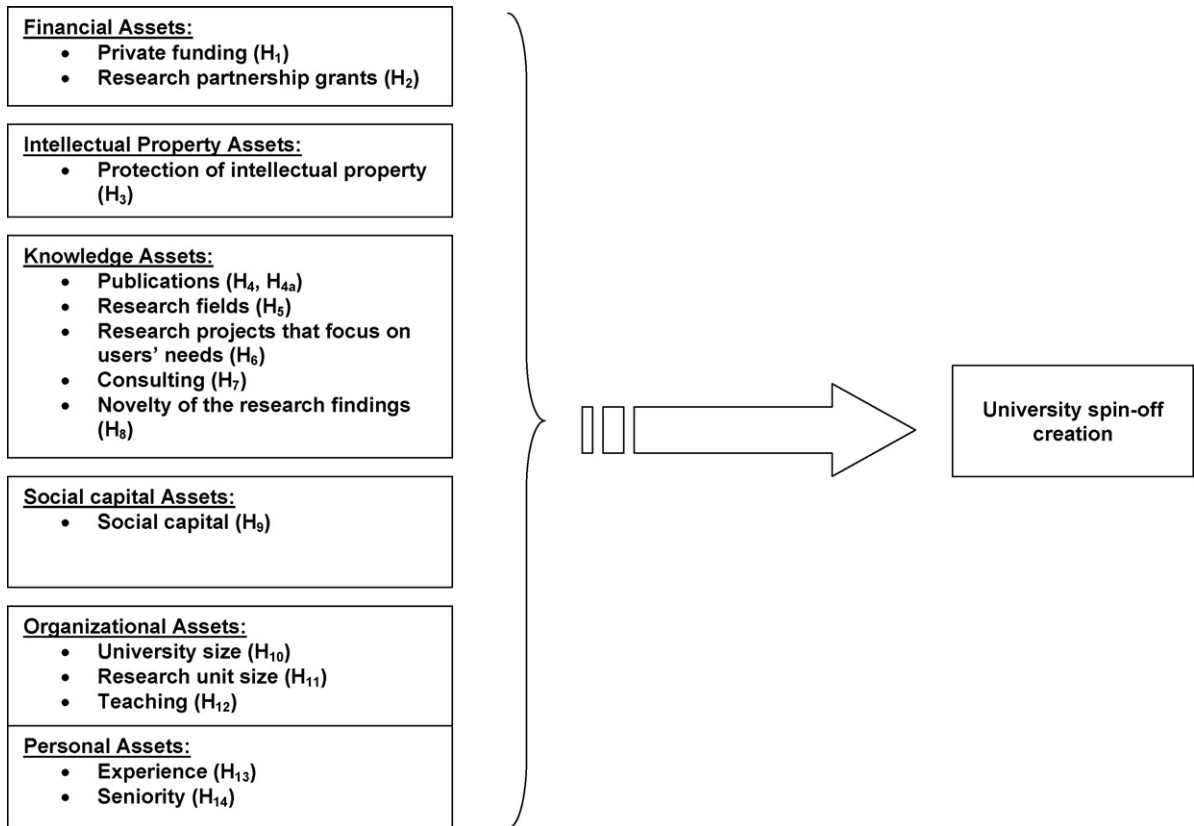 Financial Assets:
• Private funding (H₁)
• Research partnership grants (H₂)
Intellectual Property Assets:
• Protection of intellectual property
(H₃)
Knowledge Assets:
• Publications (H₄, H₄ₐ)
• Research fields (H₅)
• Research projects that focus on
users’ needs (H₆)
• Consulting (H₇)
• Novelty of the research findings
(H₈)
Social capital Assets:
• Social capital (H₉)
Organizational Assets:
• University size (H₁₀)
• Research unit size (H₁₁)
• Teaching (H₁₂)
Personal Assets:
• Experience (H₁₃)
• Seniority (H₁₄)
University spin-off
creation